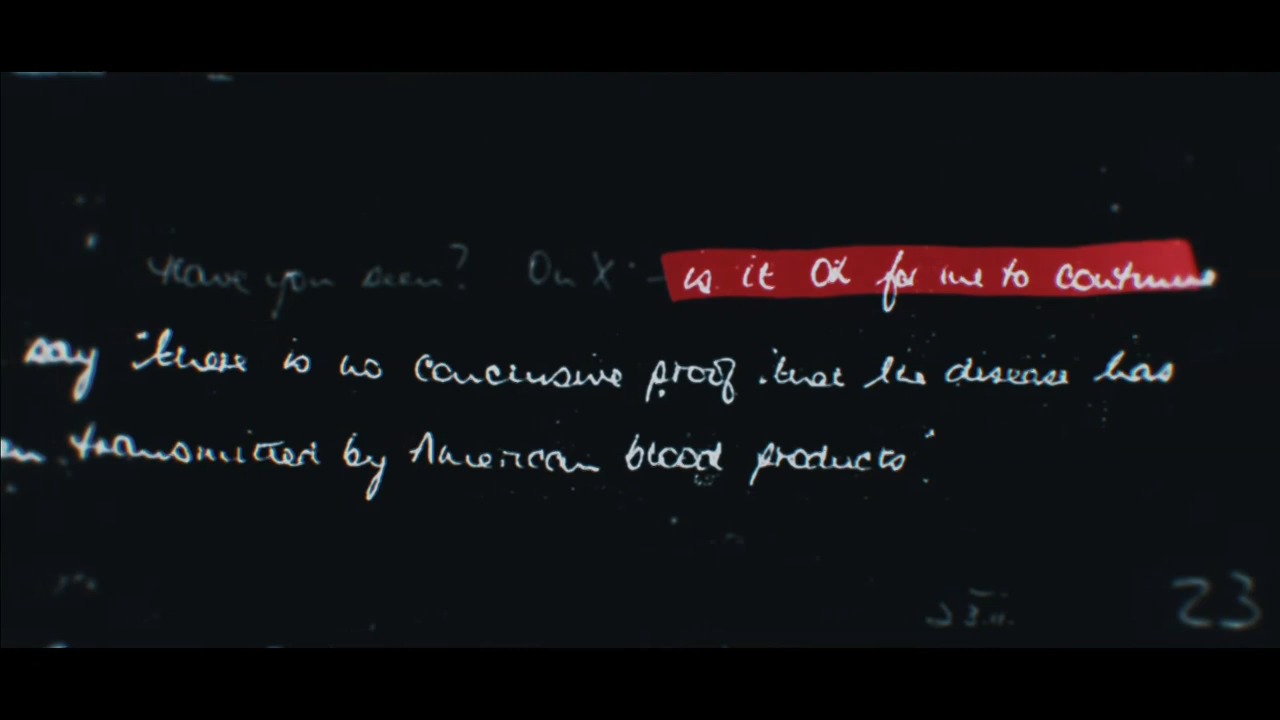 Have you seen? On X - is it OK for me to continue
say "there is no conclusive proof that the disease has
transmitted by American blood products"
23